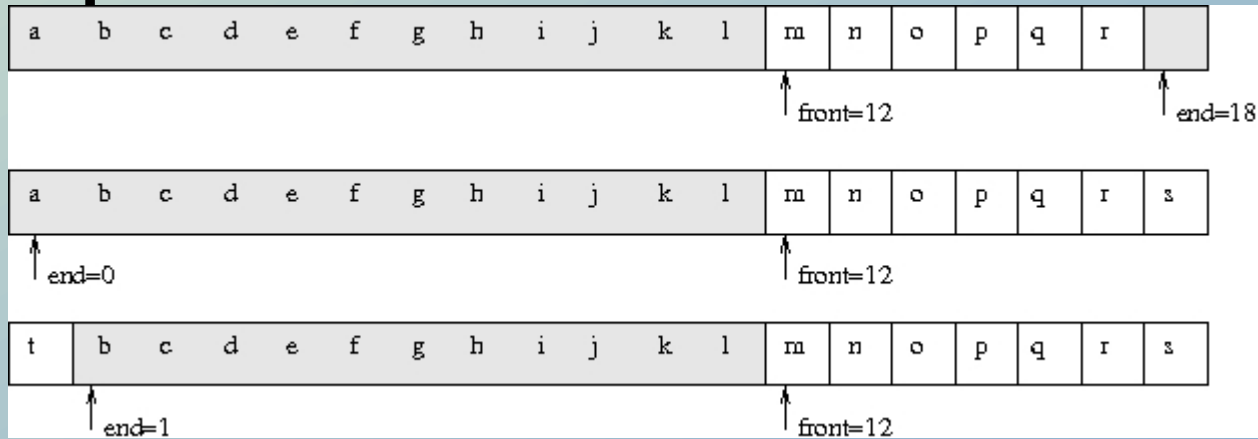 a b c d e f g h i j k l m n o p q r
front=12 end=18
a b c d e f g h i j k l m n o p q r s
end=0 front=12
t b c d e f g h i j k l m n o p q r s
end=1 front=12